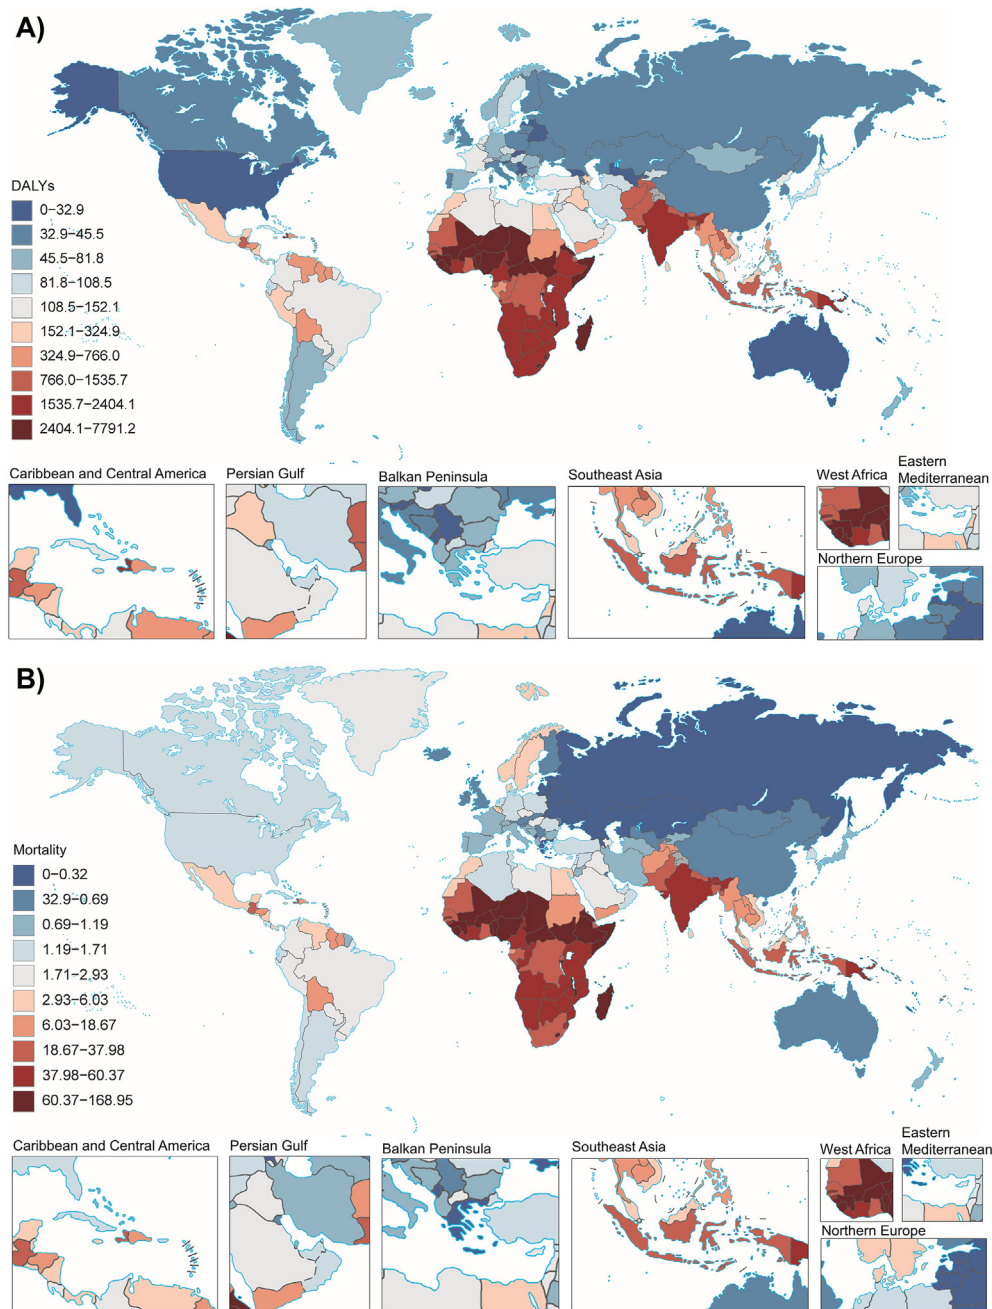 A)
DALYs
0−32.9
32.9−45.5
45.5−81.8
81.8−108.5
108.5−152.1
152.1−324.9
324.9−766.0
766.0−1535.7
1535.7−2404.1
2404.1−7791.2
Caribbean and Central America
Persian Gulf
Balkan Peninsula
Southeast Asia
West Africa
Eastern
Mediterranean
Northern Europe
B)
Mortality
0−0.32
32.9−0.69
0.69−1.19
1.19−1.71
1.71−2.93
2.93−6.03
6.03−18.67
18.67−37.98
37.98−60.37
60.37−168.95
Caribbean and Central America
Persian Gulf
Balkan Peninsula
Southeast Asia
West Africa
Eastern
Mediterranean
Northern Europe